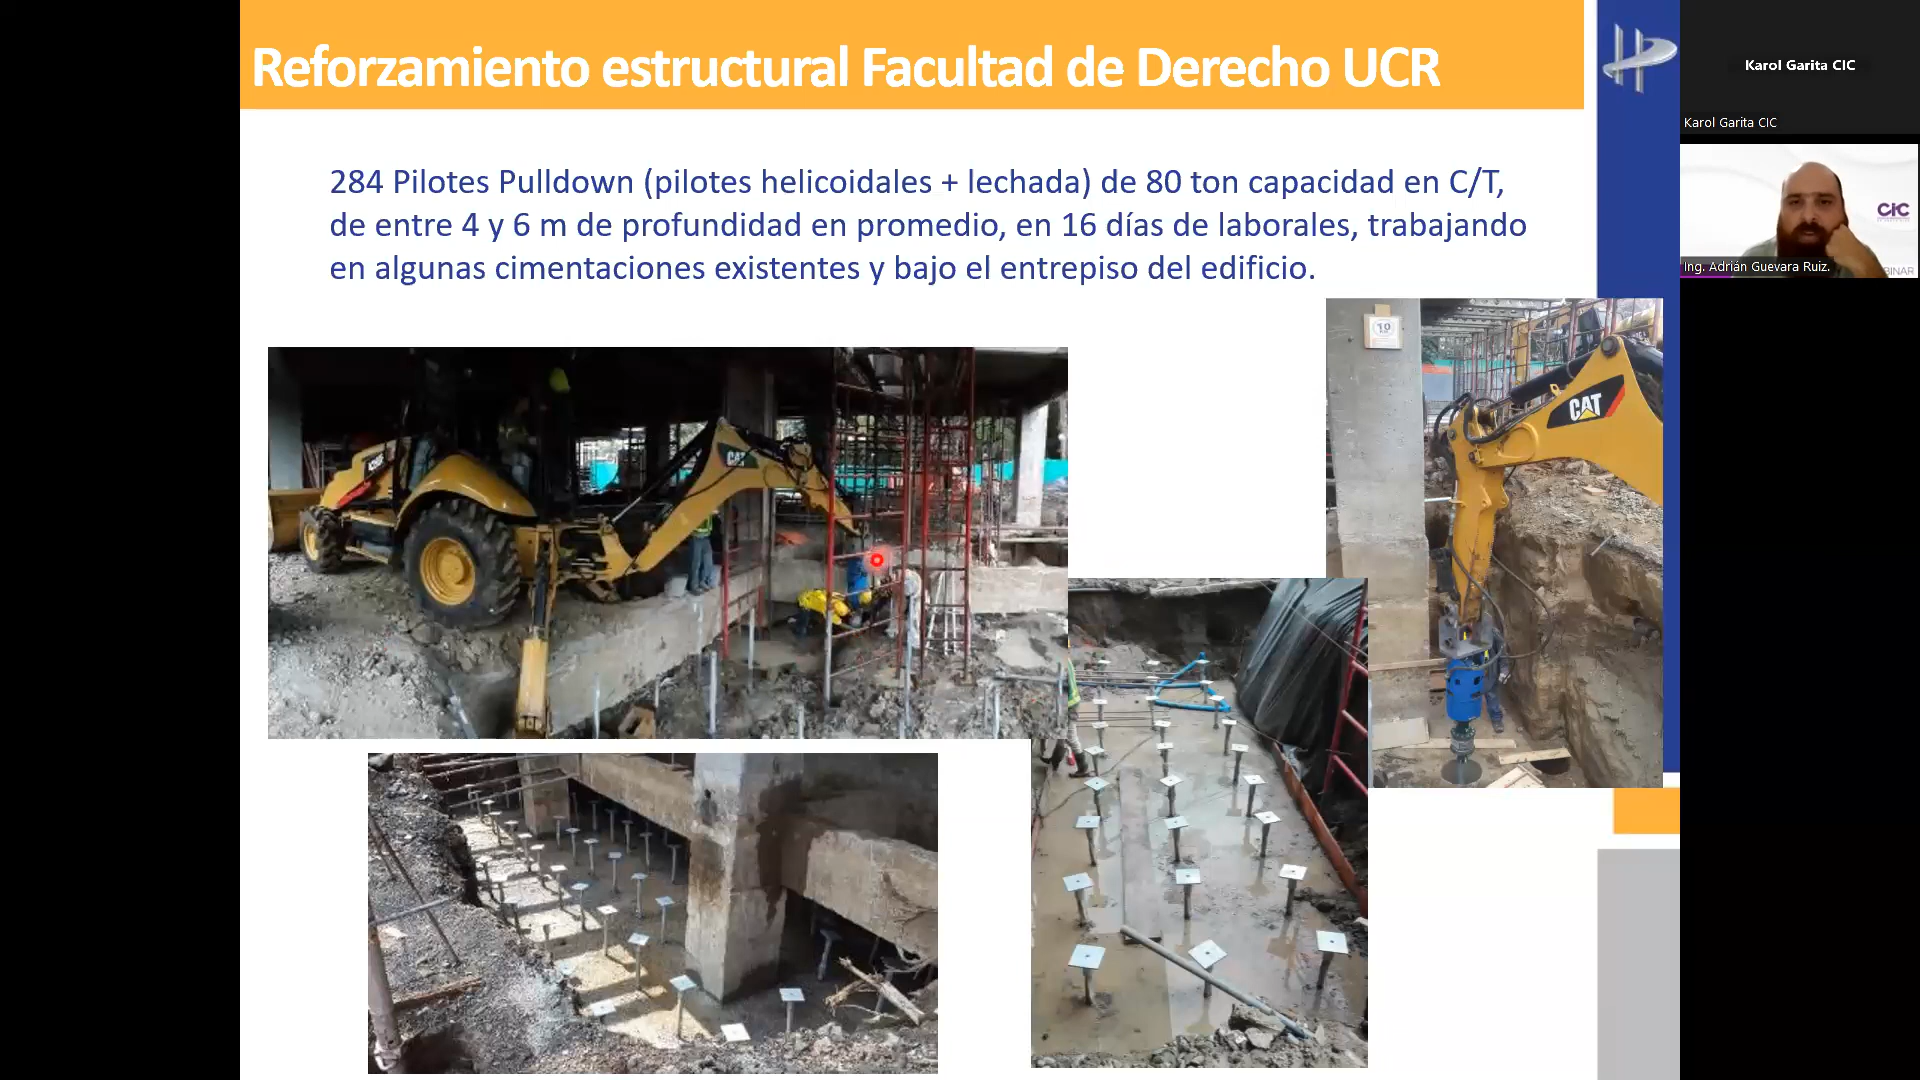 Reforzamiento estructural Facultad de Derecho UCR
Karol Garita CIC
Karol Garita CIC
284 Pilotes Pulldown (pilotes helicoidales + lechada) de 80 ton capacidad en C/T,
de entre 4 y 6 m de profundidad en promedio, en 16 días de laborales, trabajando
en algunas cimentaciones existentes y bajo el entrepiso del edificio.
CIC
Ing. Adrián Guevara Ruiz.
BINAR
10
CAT
CAT